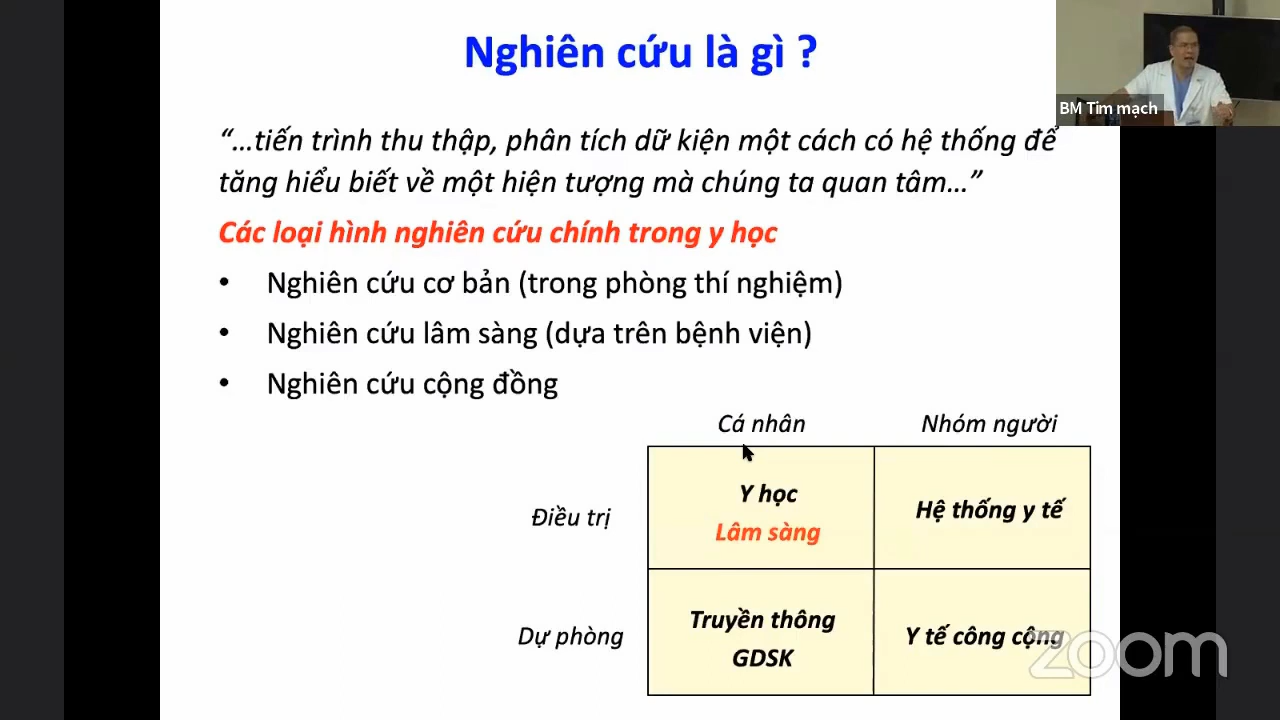 Nghiên cứu là gì ?
BM Tim mạch
“…tiến trình thu thập, phân tích dữ kiện một cách có hệ thống để
tăng hiểu biết về một hiện tượng mà chúng ta quan tâm…”
Các loại hình nghiên cứu chính trong y học
• Nghiên cứu cơ bản (trong phòng thí nghiệm)
• Nghiên cứu lâm sàng (dựa trên bệnh viện)
• Nghiên cứu cộng đồng
Cá nhân Nhóm người
Điều trị
Y học
Lâm sàng
Hệ thống y tế
Dự phòng
Truyền thông
GDSK
Y tế công cộng
zoom